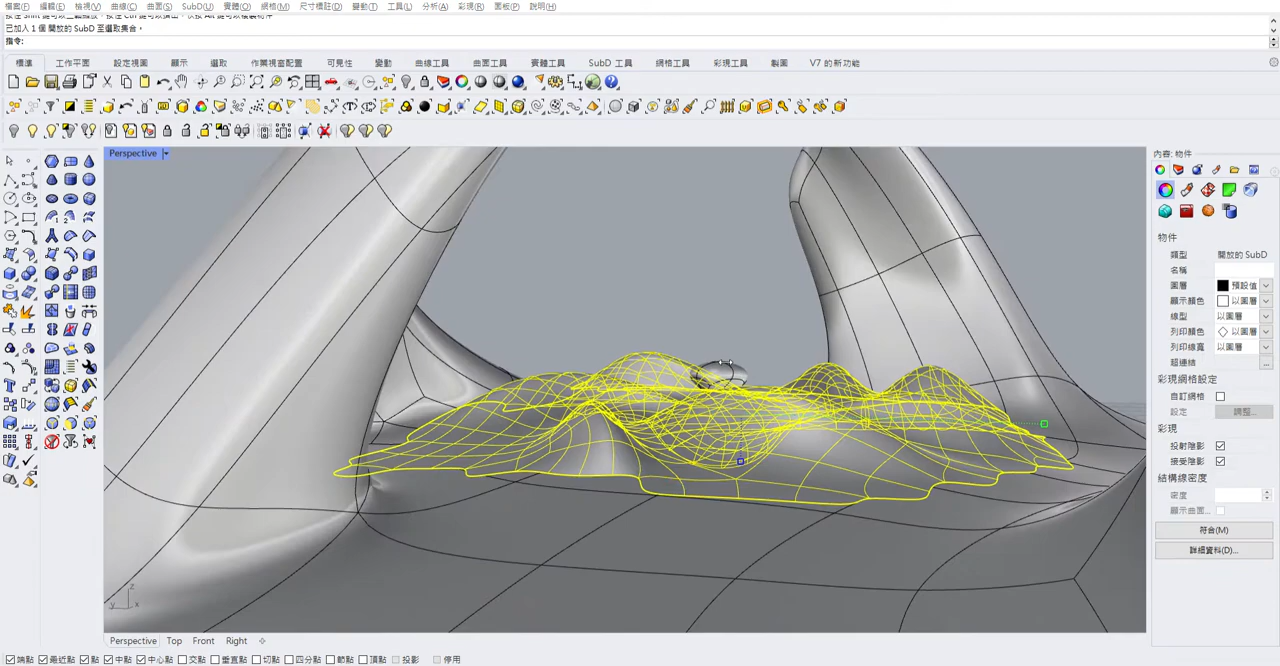 檔案(F) 編輯(E) 檢視(V) 曲線(C) 曲面(S) SubD(U) 實體(O) 網格(M) 尺寸標註(D) 變動(T) 工具(L) 分析(A) 彩現(R) 面板(P) 說明(H)
已加入 1 個 開放的 SubD 至選取集合。
指令:
標準 工作平面 設定視圖 顯示 選取 作業視窗配置 可見性 變動 曲線工具 曲面工具 實體工具 SubD 工具 網格工具 彩現工具 製圖 V7 的新功能
Perspective
內容: 物件
物件
類型 開放的 SubD
名稱
圖層 預設值
顯示顏色 以圖層
線型 以圖層
列印顏色 以圖層
列印線寬 以圖層
超連結 ...
彩現網格設定
自訂網格
設定 調整...
彩現
投射陰影
接受陰影
結構線密度
密度
顯示曲面...
符合(M)
詳細資料(D)...
z
y x
Perspective Top Front Right
端點 最近點 點 中點 中心點 交點 垂直點 切點 四分點 節點 頂點 投影 停用